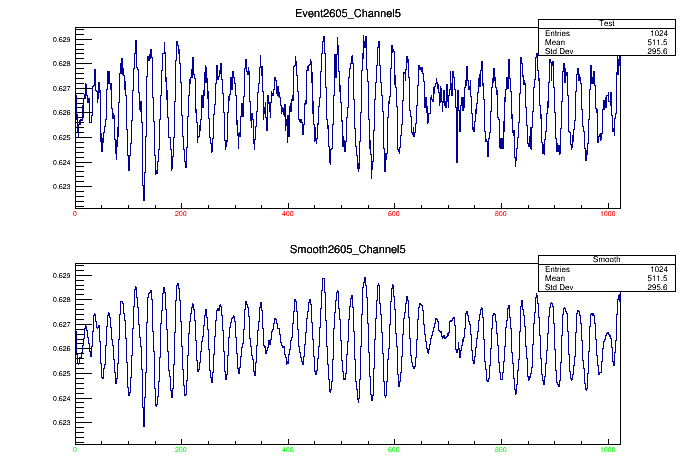 Event2605_Channel5
Test
Entries 1024
Mean 511.5
Std Dev 295.6
0.629
0.628
0.627
0.626
0.625
0.624
0.623
0 200 400 600 800 1000
Smooth2605_Channel5
Smooth
Entries 1024
Mean 511.5
Std Dev 295.6
0.629
0.628
0.627
0.626
0.625
0.624
0.623
0 200 400 600 800 1000